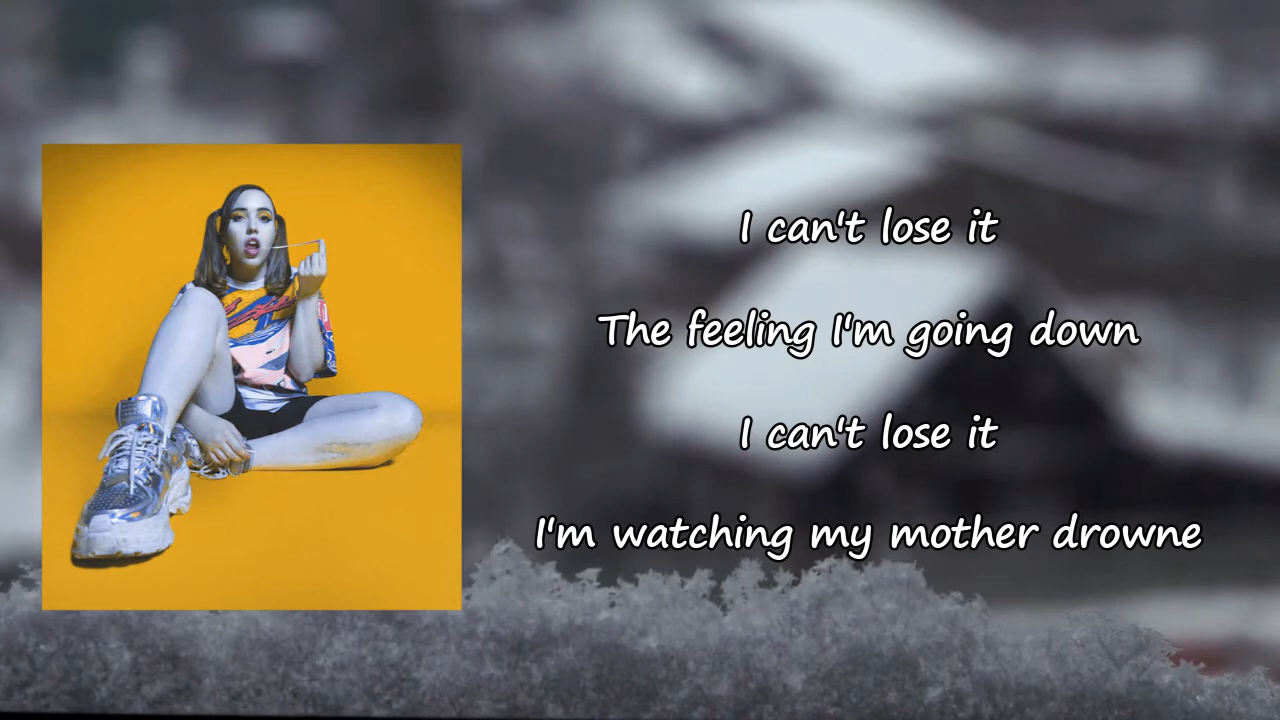 I can't lose it
The feeling I'm going down
I can't lose it
I'm watching my mother drowne